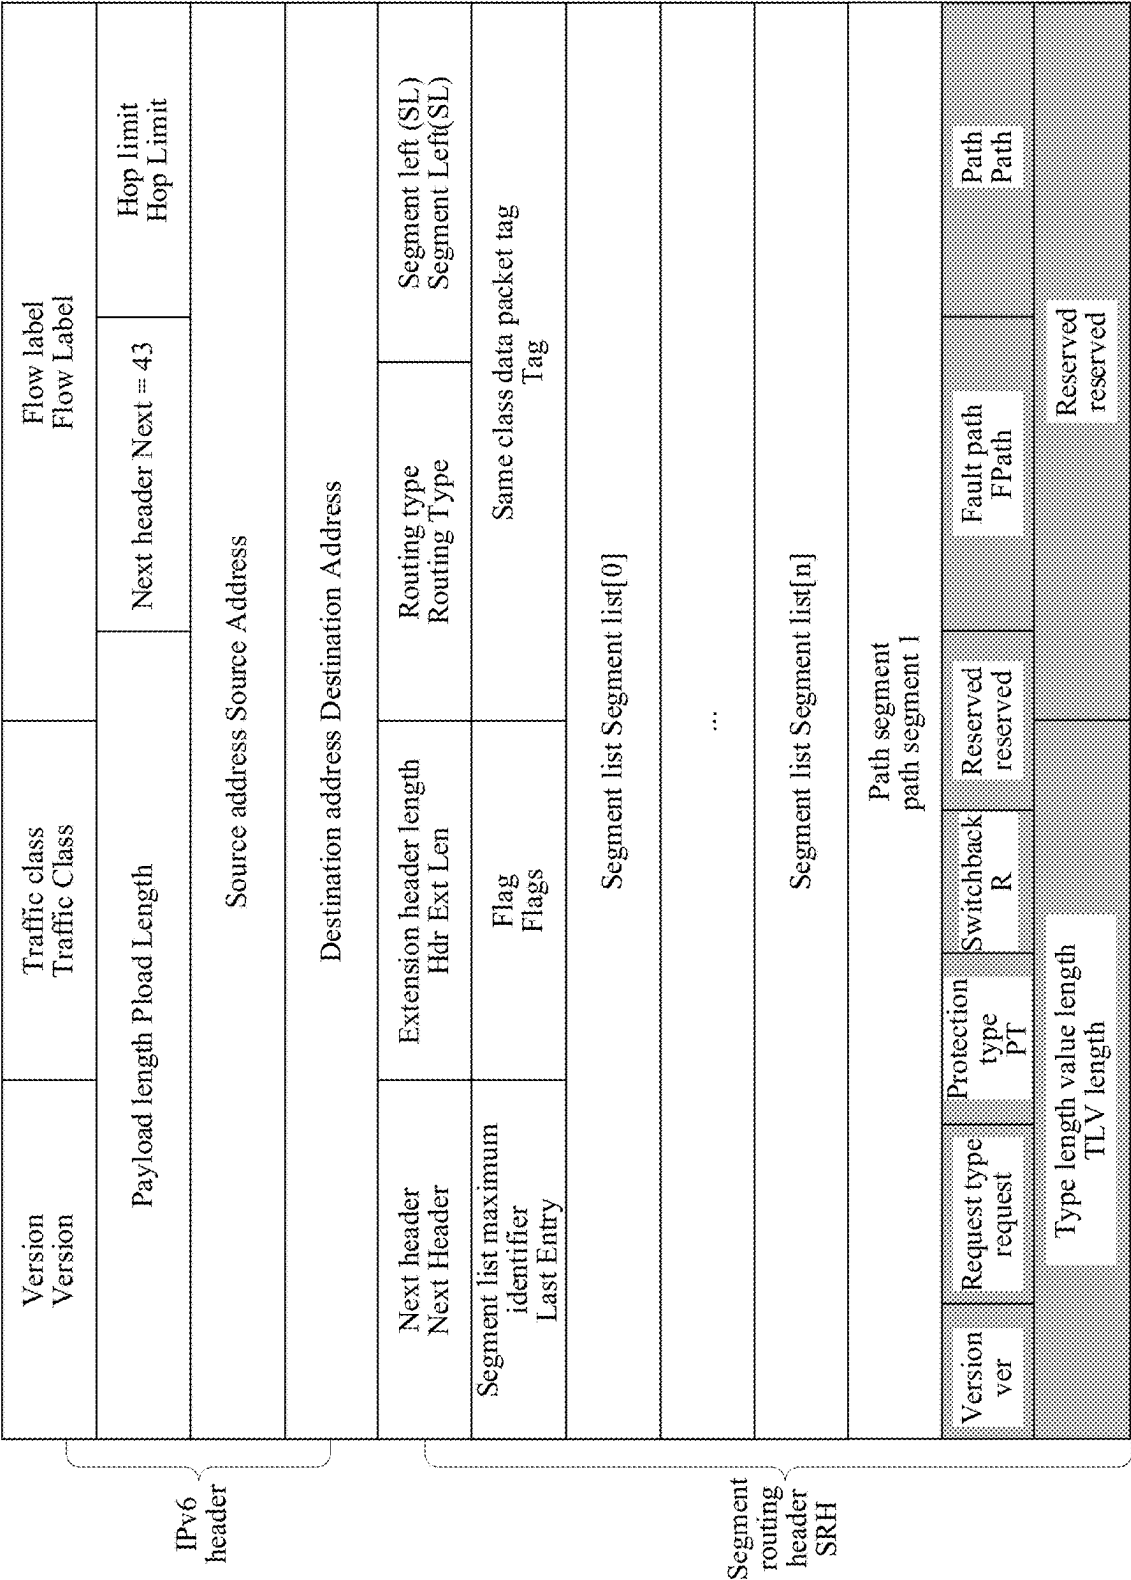 IPv6
header
Version
Version
Traffic class
Traffic Class
Flow label
Flow Label
Payload length Pload Length
Next header Next = 43
Hop limit
Hop Limit
Source address Source Address
Destination address Destination Address
Segment
routing
header
SRH
Next header
Next Header
Extension header length
Hdr Ext Len
Routing type
Routing Type
Segment left (SL)
Segment Left(SL)
Segment list maximum
identifier
Last Entry
Flag
Flags
Same class data packet tag
Tag
Segment list Segment list[0]
...
Segment list Segment list[n]
Path segment
path segment 1
Version
ver
Request type
request
Protection
type
PT
Switchback
R
Reserved
reserved
Fault path
FPath
Path
Path
Type length value length
TLV length
Reserved
reserved